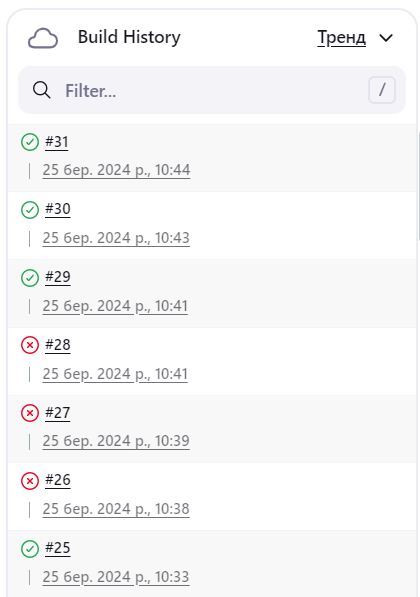 Build History
Тренд
Filter...
/
#31
25 бер. 2024 р., 10:44
#30
25 бер. 2024 р., 10:43
#29
25 бер. 2024 р., 10:41
#28
25 бер. 2024 р., 10:41
#27
25 бер. 2024 р., 10:39
#26
25 бер. 2024 р., 10:38
#25
25 бер. 2024 р., 10:33